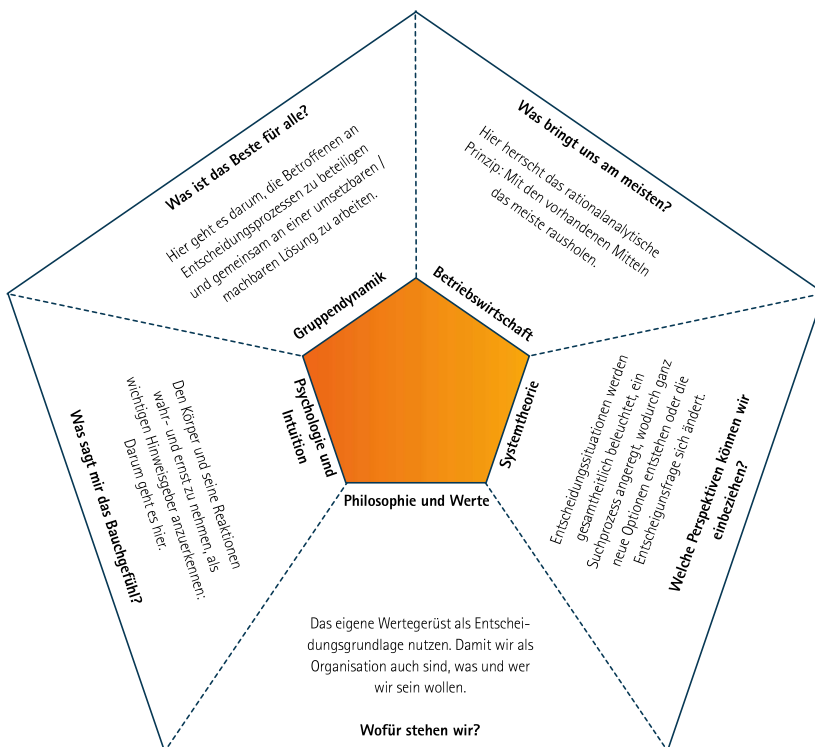 Was ist das Beste für alle?
Hier geht es darum, die Betroffenen an
Entscheidungsprozessen zu beteiligen
und gemeinsam an einer umsetzbaren /
machbaren Lösung zu arbeiten.
Gruppendynamik
Was bringt uns am meisten?
Hier herrscht das rationalanalytische
Prinzip: Mit den vorhandenen Mitteln
das meiste rausholen.
Betriebswirtschaft
Systemtheorie
Entscheidungssituationen werden
gesamtheitlich beleuchtet, ein
Suchprozess angeregt, wodurch ganz
neue Optionen entstehen oder die
Entscheigunsfrage sich ändert.
Welche Perspektiven können wir
einbeziehen?
Philosophie und Werte
Das eigene Wertegerüst als Entschei-
dungsgrundlage nutzen. Damit wir als
Organisation auch sind, was und wer
wir sein wollen.
Wofür stehen wir?
Psychologie und
Intuition
Den Körper und seine Reaktionen
wahr- und ernst zu nehmen, als
wichtigen Hinweisgeber anzuerkennen:
Darum geht es hier.
Was sagt mir das Bauchgefühl?